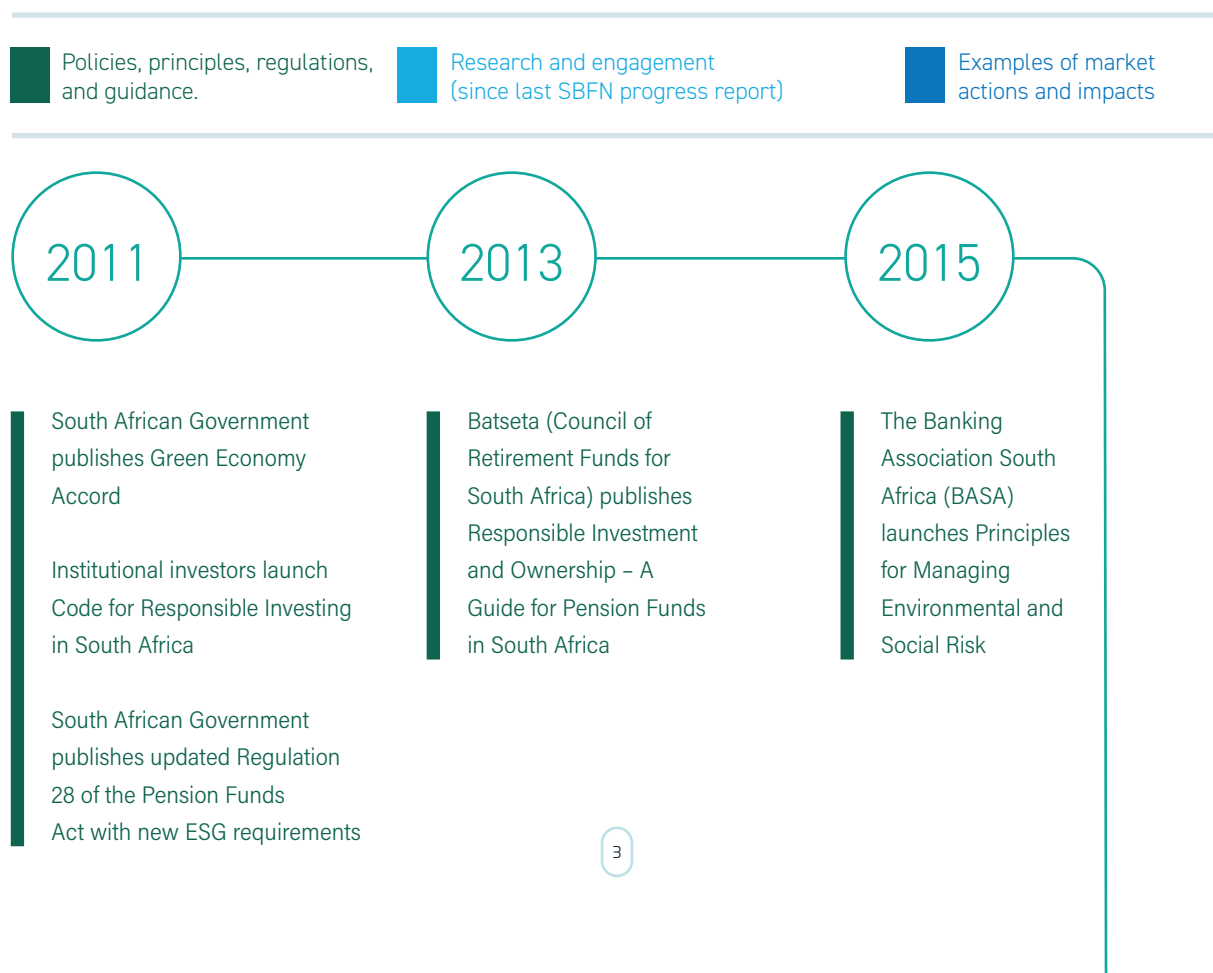 Policies, principles, regulations,
and guidance.
Research and engagement
(since last SBFN progress report)
Examples of market
actions and impacts
2011
2013
2015
South African Government
publishes Green Economy
Accord
Institutional investors launch
Code for Responsible Investing
in South Africa
South African Government
publishes updated Regulation
28 of the Pension Funds
Act with new ESG requirements
Batseta (Council of
Retirement Funds for
South Africa) publishes
Responsible Investment
and Ownership – A
Guide for Pension Funds
in South Africa
The Banking
Association South
Africa (BASA)
launches Principles
for Managing
Environmental and
Social Risk
3